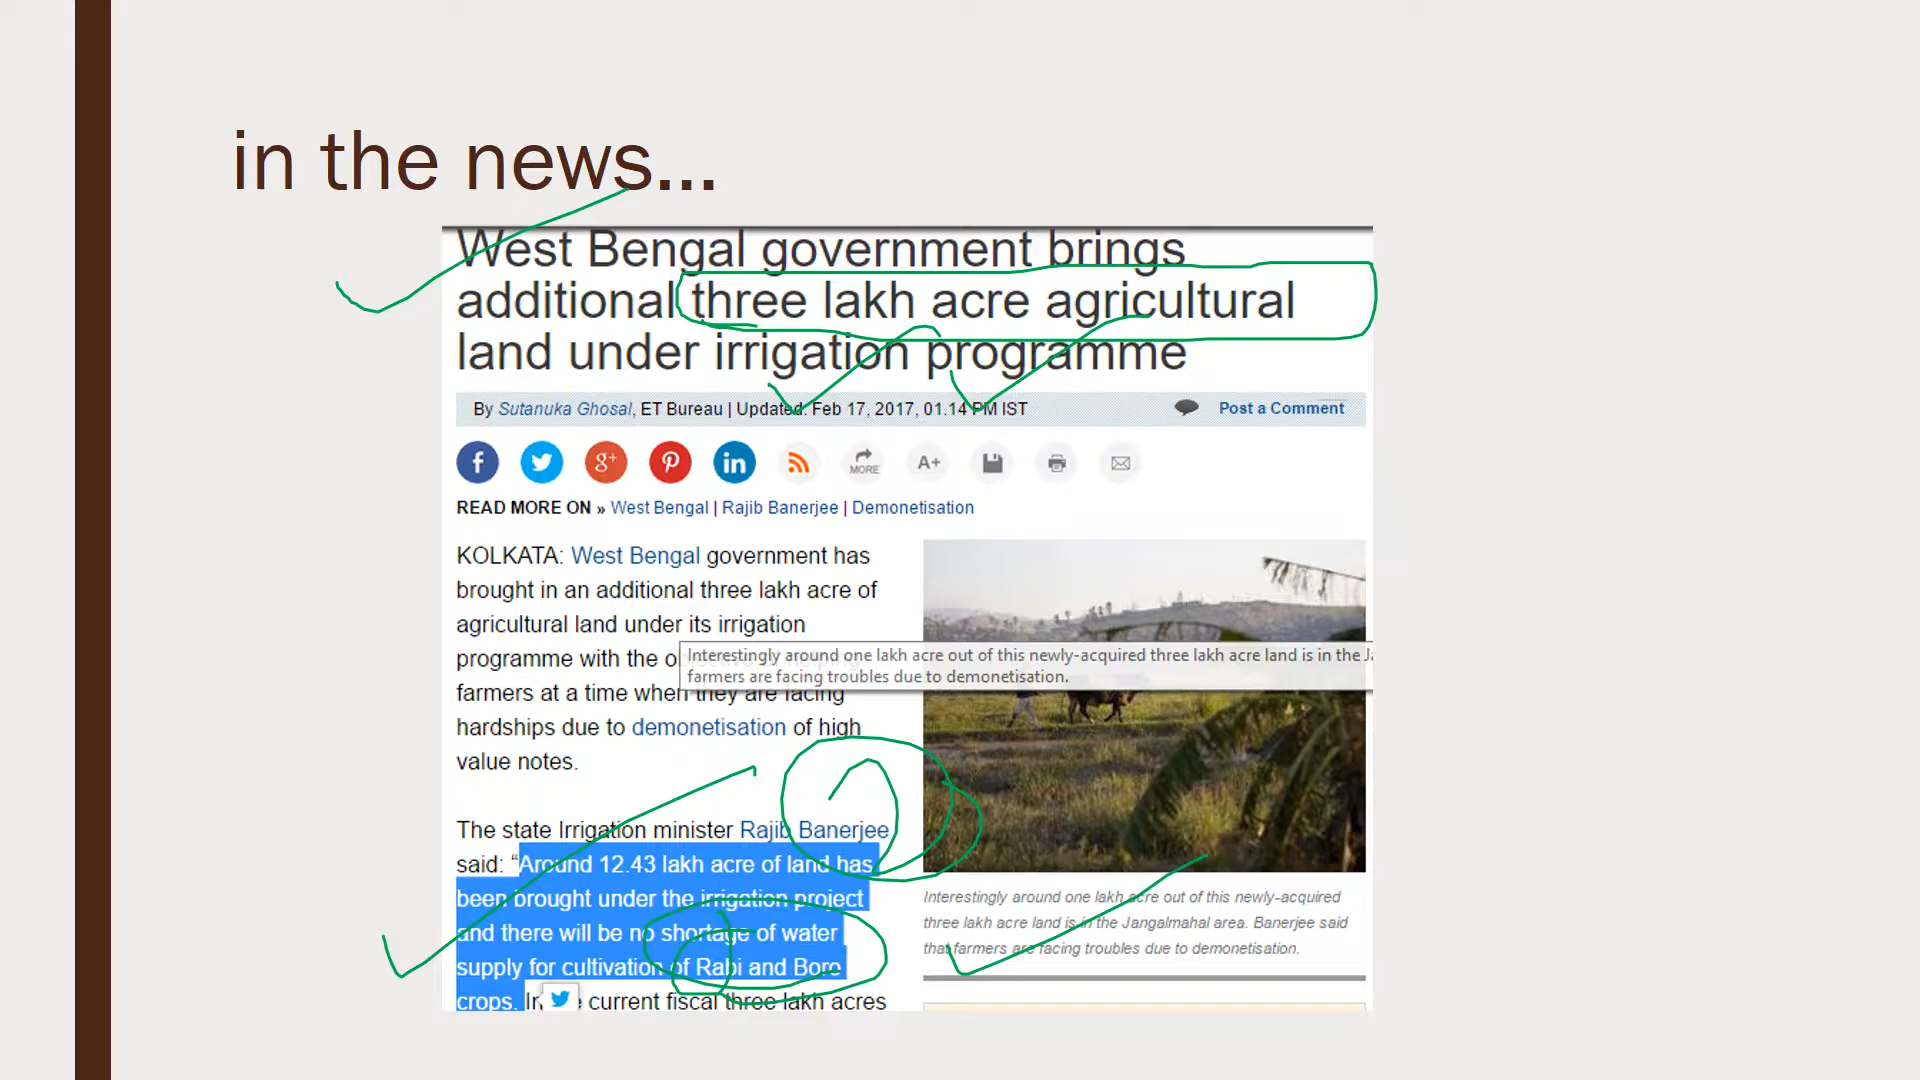 in the news...
West Bengal government brings
additional three lakh acre agricultural
land under irrigation programme
By Sutanuka Ghosal, ET Bureau | Updated: Feb 17, 2017, 01.14 PM IST
Post a Comment
f g+ in MORE A+
READ MORE ON » West Bengal | Rajib Banerjee | Demonetisation
KOLKATA: West Bengal government has
brought in an additional three lakh acre of
agricultural land under its irrigation
programme with the
farmers at a time when they are facing
hardships due to demonetisation of high
value notes.
Interestingly around one lakh acre out of this newly-acquired three lakh acre land is in the
farmers are facing troubles due to demonetisation.
The state Irrigation minister Rajib Banerjee
said: “Around 12.43 lakh acre of land has
been brought under the irrigation project
and there will be no shortage of water
supply for cultivation of Rabi and Boro
crops. current fiscal three lakh acres
Interestingly around one lakh acre out of this newly-acquired
three lakh acre land is in the Jangalmahal area. Banerjee said
that farmers are facing troubles due to demonetisation.